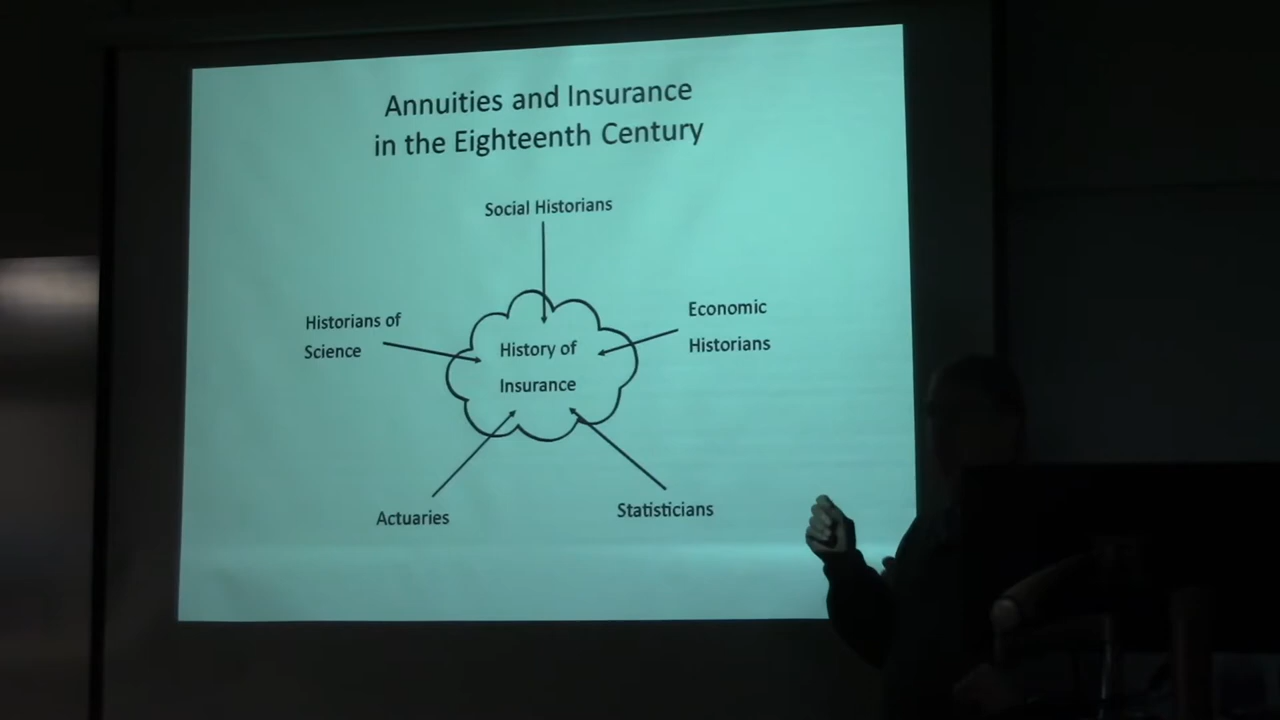 Annuities and Insurance
in the Eighteenth Century
Social Historians
Historians of
Science
Economic
Historians
History of
Insurance
Actuaries
Statisticians